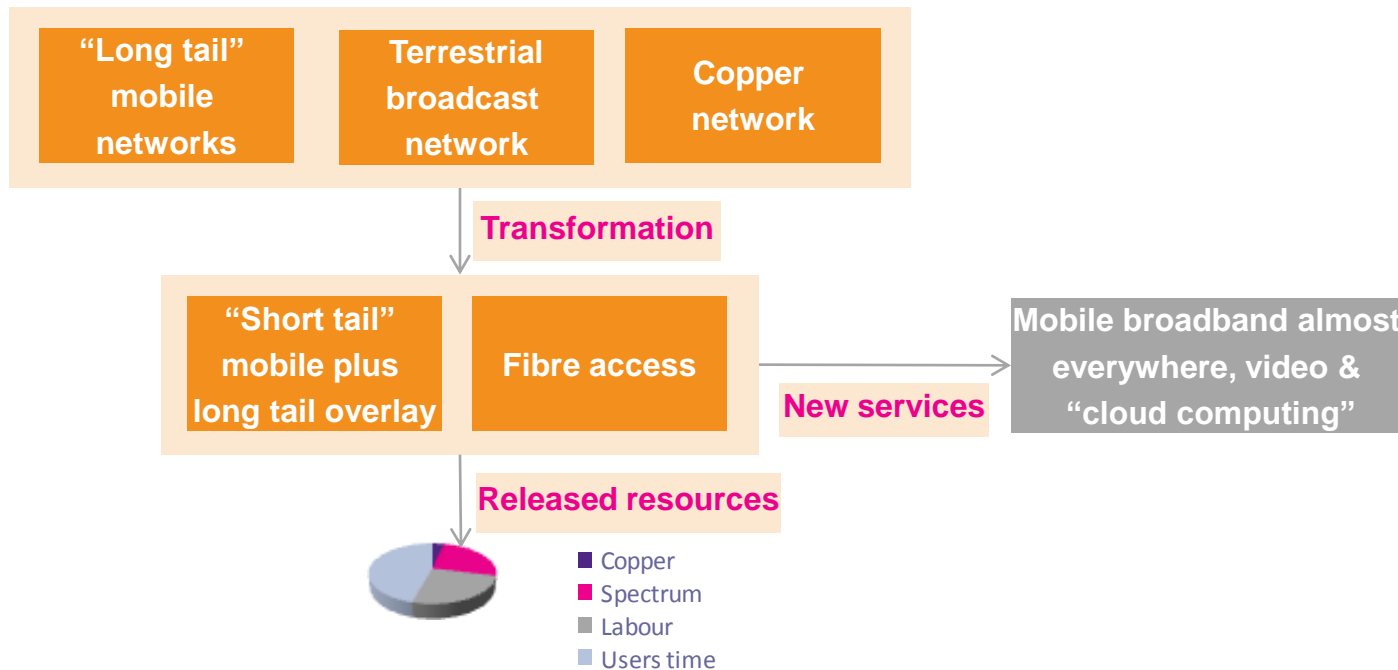 “Long tail”
mobile
networks
Terrestrial
broadcast
network
Copper
network
Transformation
“Short tail”
mobile plus
long tail overlay
Fibre access
New services
Mobile broadband almost
everywhere, video &
“cloud computing”
Released resources
Copper
Spectrum
Labour
Users time